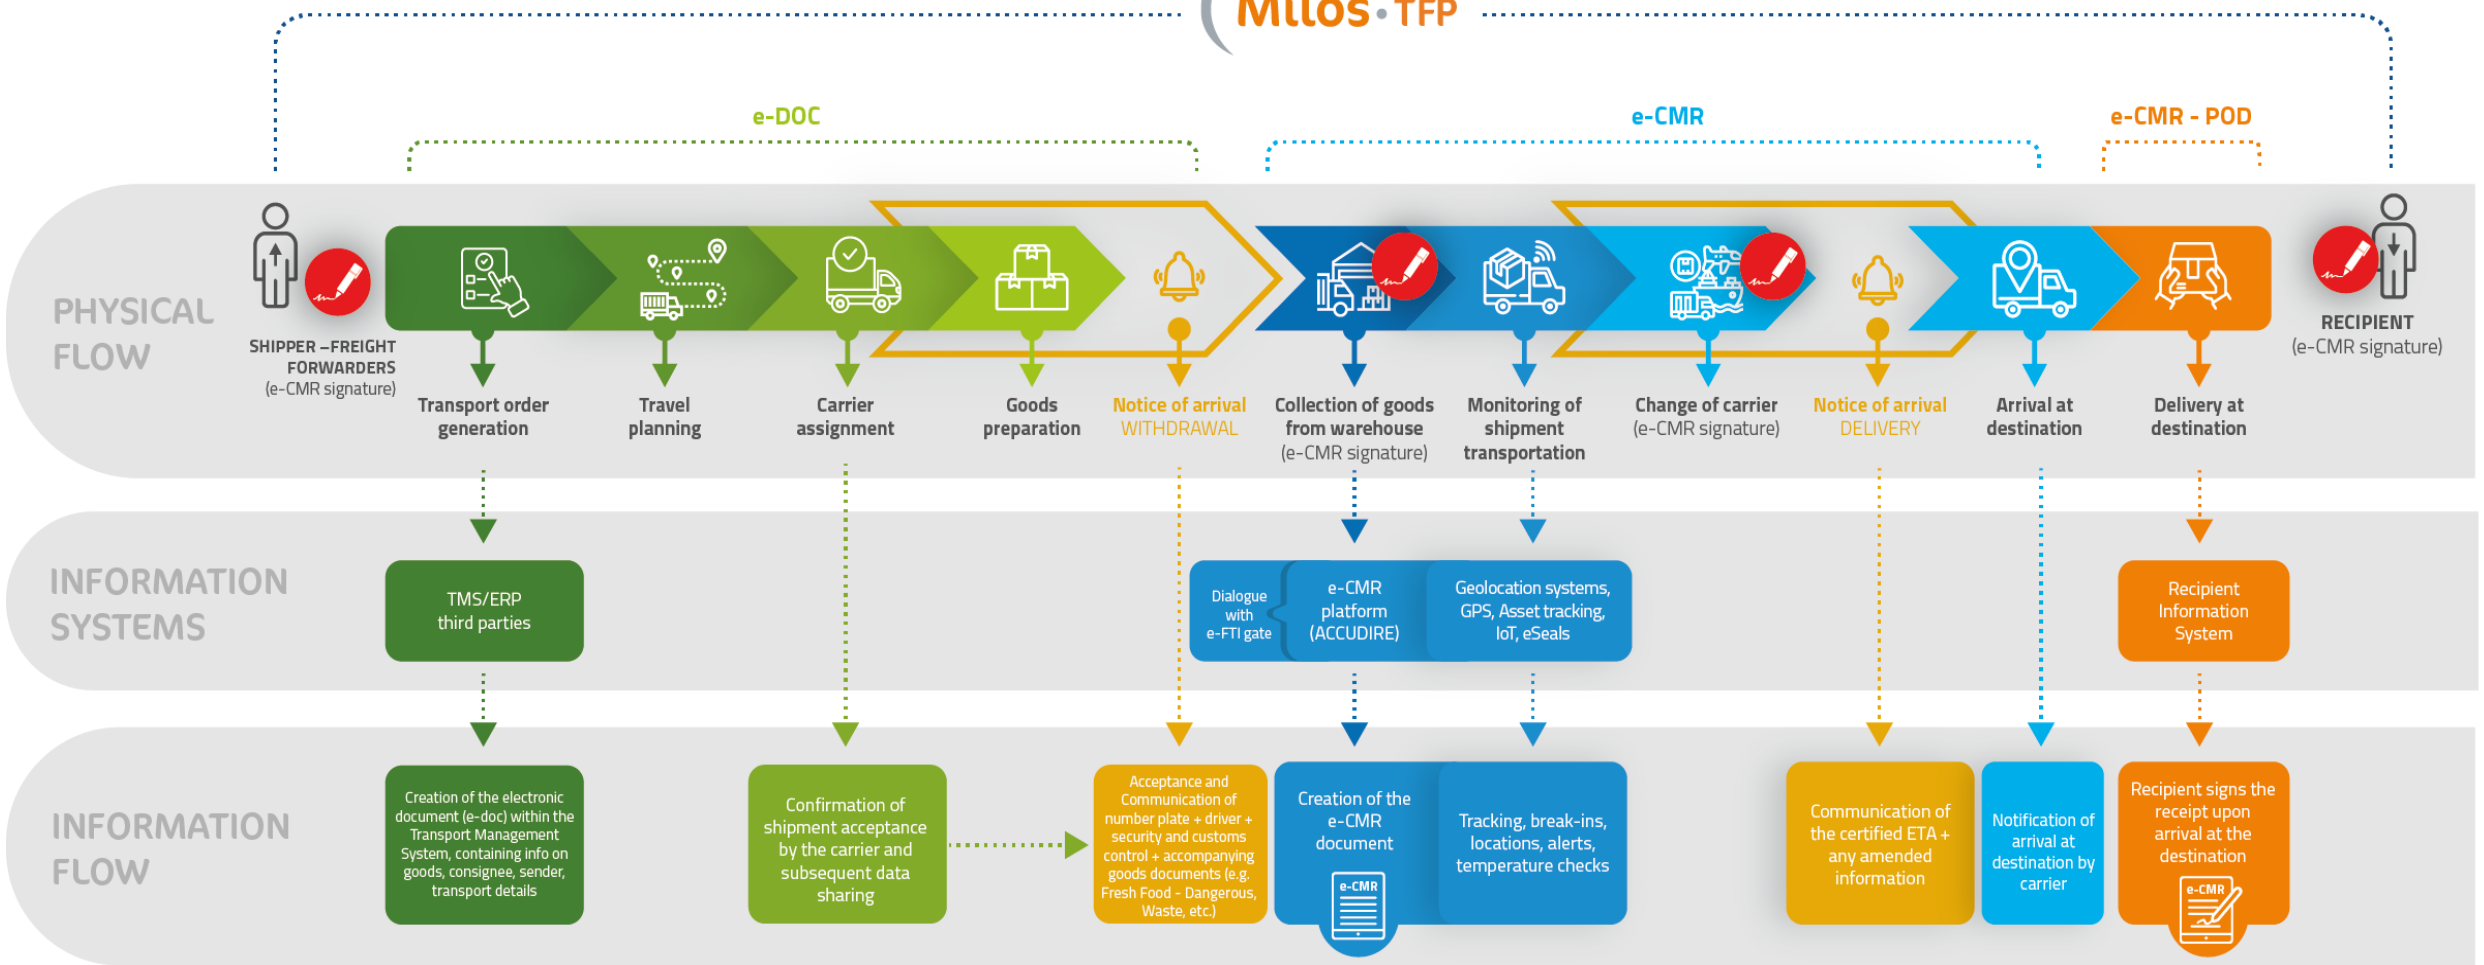 Milos TFP
e-DOC
e-CMR
e-CMR - POD
PHYSICAL
FLOW
SHIPPER –FREIGHT
FORWARDERS
(e-CMR signature)
Transport order
generation
Travel
planning
Carrier
assignment
Goods
preparation
Notice of arrival
WITHDRAWAL
Collection of goods
from warehouse
(e-CMR signature)
Monitoring of
shipment
transportation
Change of carrier
(e-CMR signature)
Notice of arrival
DELIVERY
Arrival at
destination
Delivery at
destination
RECIPIENT
(e-CMR signature)
INFORMATION
SYSTEMS
TMS/ERP
third parties
Dialogue
with
e-FTI gate
e-CMR
platform
(ACCUDIRE)
Geolocation systems,
GPS, Asset tracking,
IoT, eSeals
Recipient
Information
System
INFORMATION
FLOW
Creation of the electronic
document (e-doc) within the
Transport Management
System, containing info on
goods, consignee, sender,
transport details
Confirmation of
shipment acceptance
by the carrier and
subsequent data
sharing
Acceptance and
Communication of
number plate + driver +
security and customs
control + accompanying
goods documents (e.g.
Fresh Food - Dangerous,
Waste, etc.)
Creation of the
e-CMR
document
e-CMR
Tracking, break-ins,
locations, alerts,
temperature checks
Communication of
the certified ETA +
any amended
information
Notification of
arrival at
destination by
carrier
Recipient signs the
receipt upon
arrival at the
destination
e-CMR